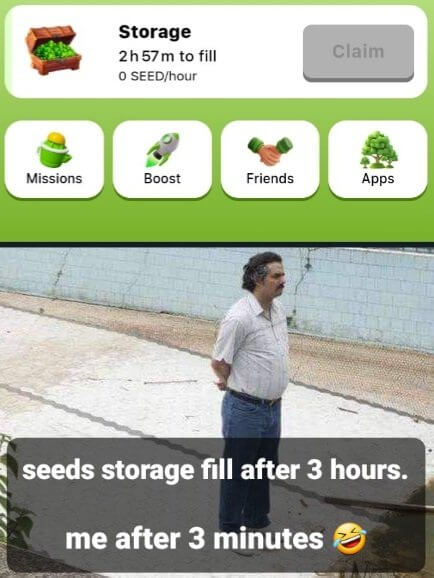 Storage
2h 57m to fill
0 SEED/hour
Claim
Missions
Boost
Friends
Apps
seeds storage fill after 3 hours.
me after 3 minutes 🤣